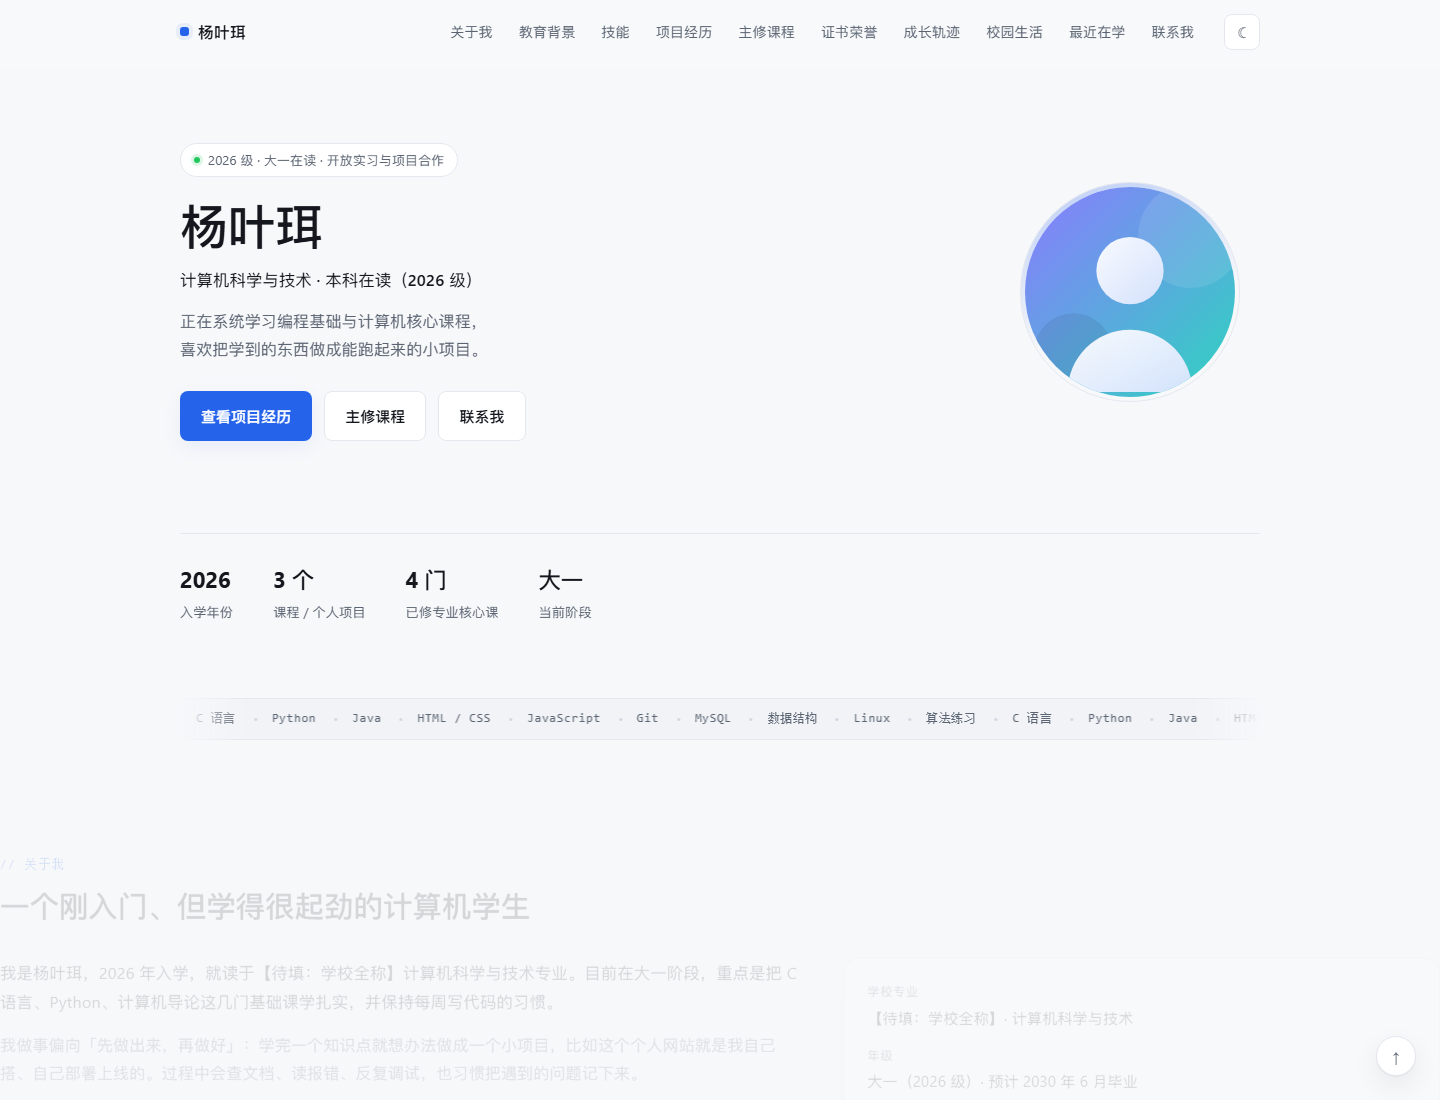 杨叶珥
关于我 教育背景 技能 项目经历 主修课程 证书荣誉 成长轨迹 校园生活 最近在学 联系我
2026 级 · 大一在读 · 开放实习与项目合作
杨叶珥
计算机科学与技术 · 本科在读（2026 级）
正在系统学习编程基础与计算机核心课程，
喜欢把学到的东西做成能跑起来的小项目。
查看项目经历 主修课程 联系我
2026 3 个 4 门 大一
入学年份 课程 / 个人项目 已修专业核心课 当前阶段
C 语言 · Python · Java · HTML / CSS · JavaScript · Git · MySQL · 数据结构 · Linux · 算法练习 · C 语言 · Python · Java · HTM
// 关于我
一个刚入门、但学得很起劲的计算机学生
我是杨叶珥，2026 年入学，就读于【待填：学校全称】计算机科学与技术专业。目前在大一阶段，重点是把 C
语言、Python、计算机导论这几门基础课学扎实，并保持每周写代码的习惯。
我做事偏向「先做出来，再做好」：学完一个知识点就想办法做成一个小项目，比如这个个人网站就是我自己
搭、自己部署上线的。过程中会查文档、读报错、反复调试，也习惯把遇到的问题记下来。
学校专业
【待填：学校全称】· 计算机科学与技术
年级
大一（2026 级）· 预计 2030 年 6 月毕业
↑